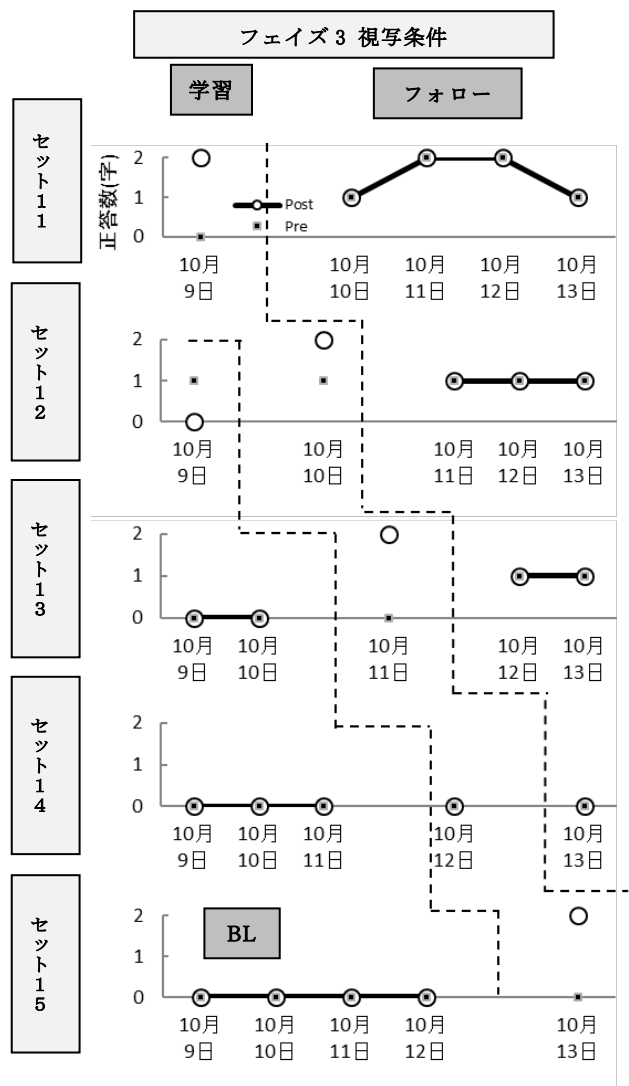 フェイズ3 視写条件
学習
フォロー
セット11
正答数(字)
2
1
0
Post
Pre
10月 10月 10月 10月 10月
9日 10日 11日 12日 13日
セット12
2
1
0
10月 10月 10月 10月 10月
9日 10日 11日 12日 13日
セット13
2
1
0
10月 10月 10月 10月 10月
9日 10日 11日 12日 13日
セット14
2
1
0
10月 10月 10月 10月 10月
9日 10日 11日 12日 13日
セット15
BL
2
1
0
10月 10月 10月 10月 10月
9日 10日 11日 12日 13日